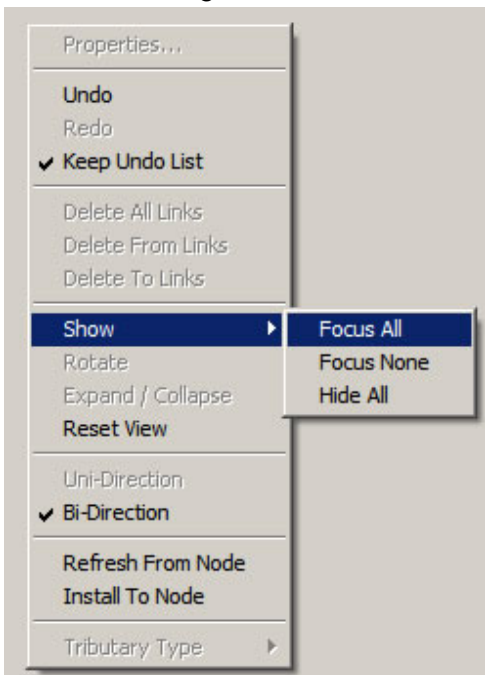 Properties...
Undo
Redo
Keep Undo List
Delete All Links
Delete From Links
Delete To Links
Show
Focus All
Rotate
Focus None
Expand / Collapse
Hide All
Reset View
Uni-Direction
Bi-Direction
Refresh From Node
Install To Node
Tributary Type